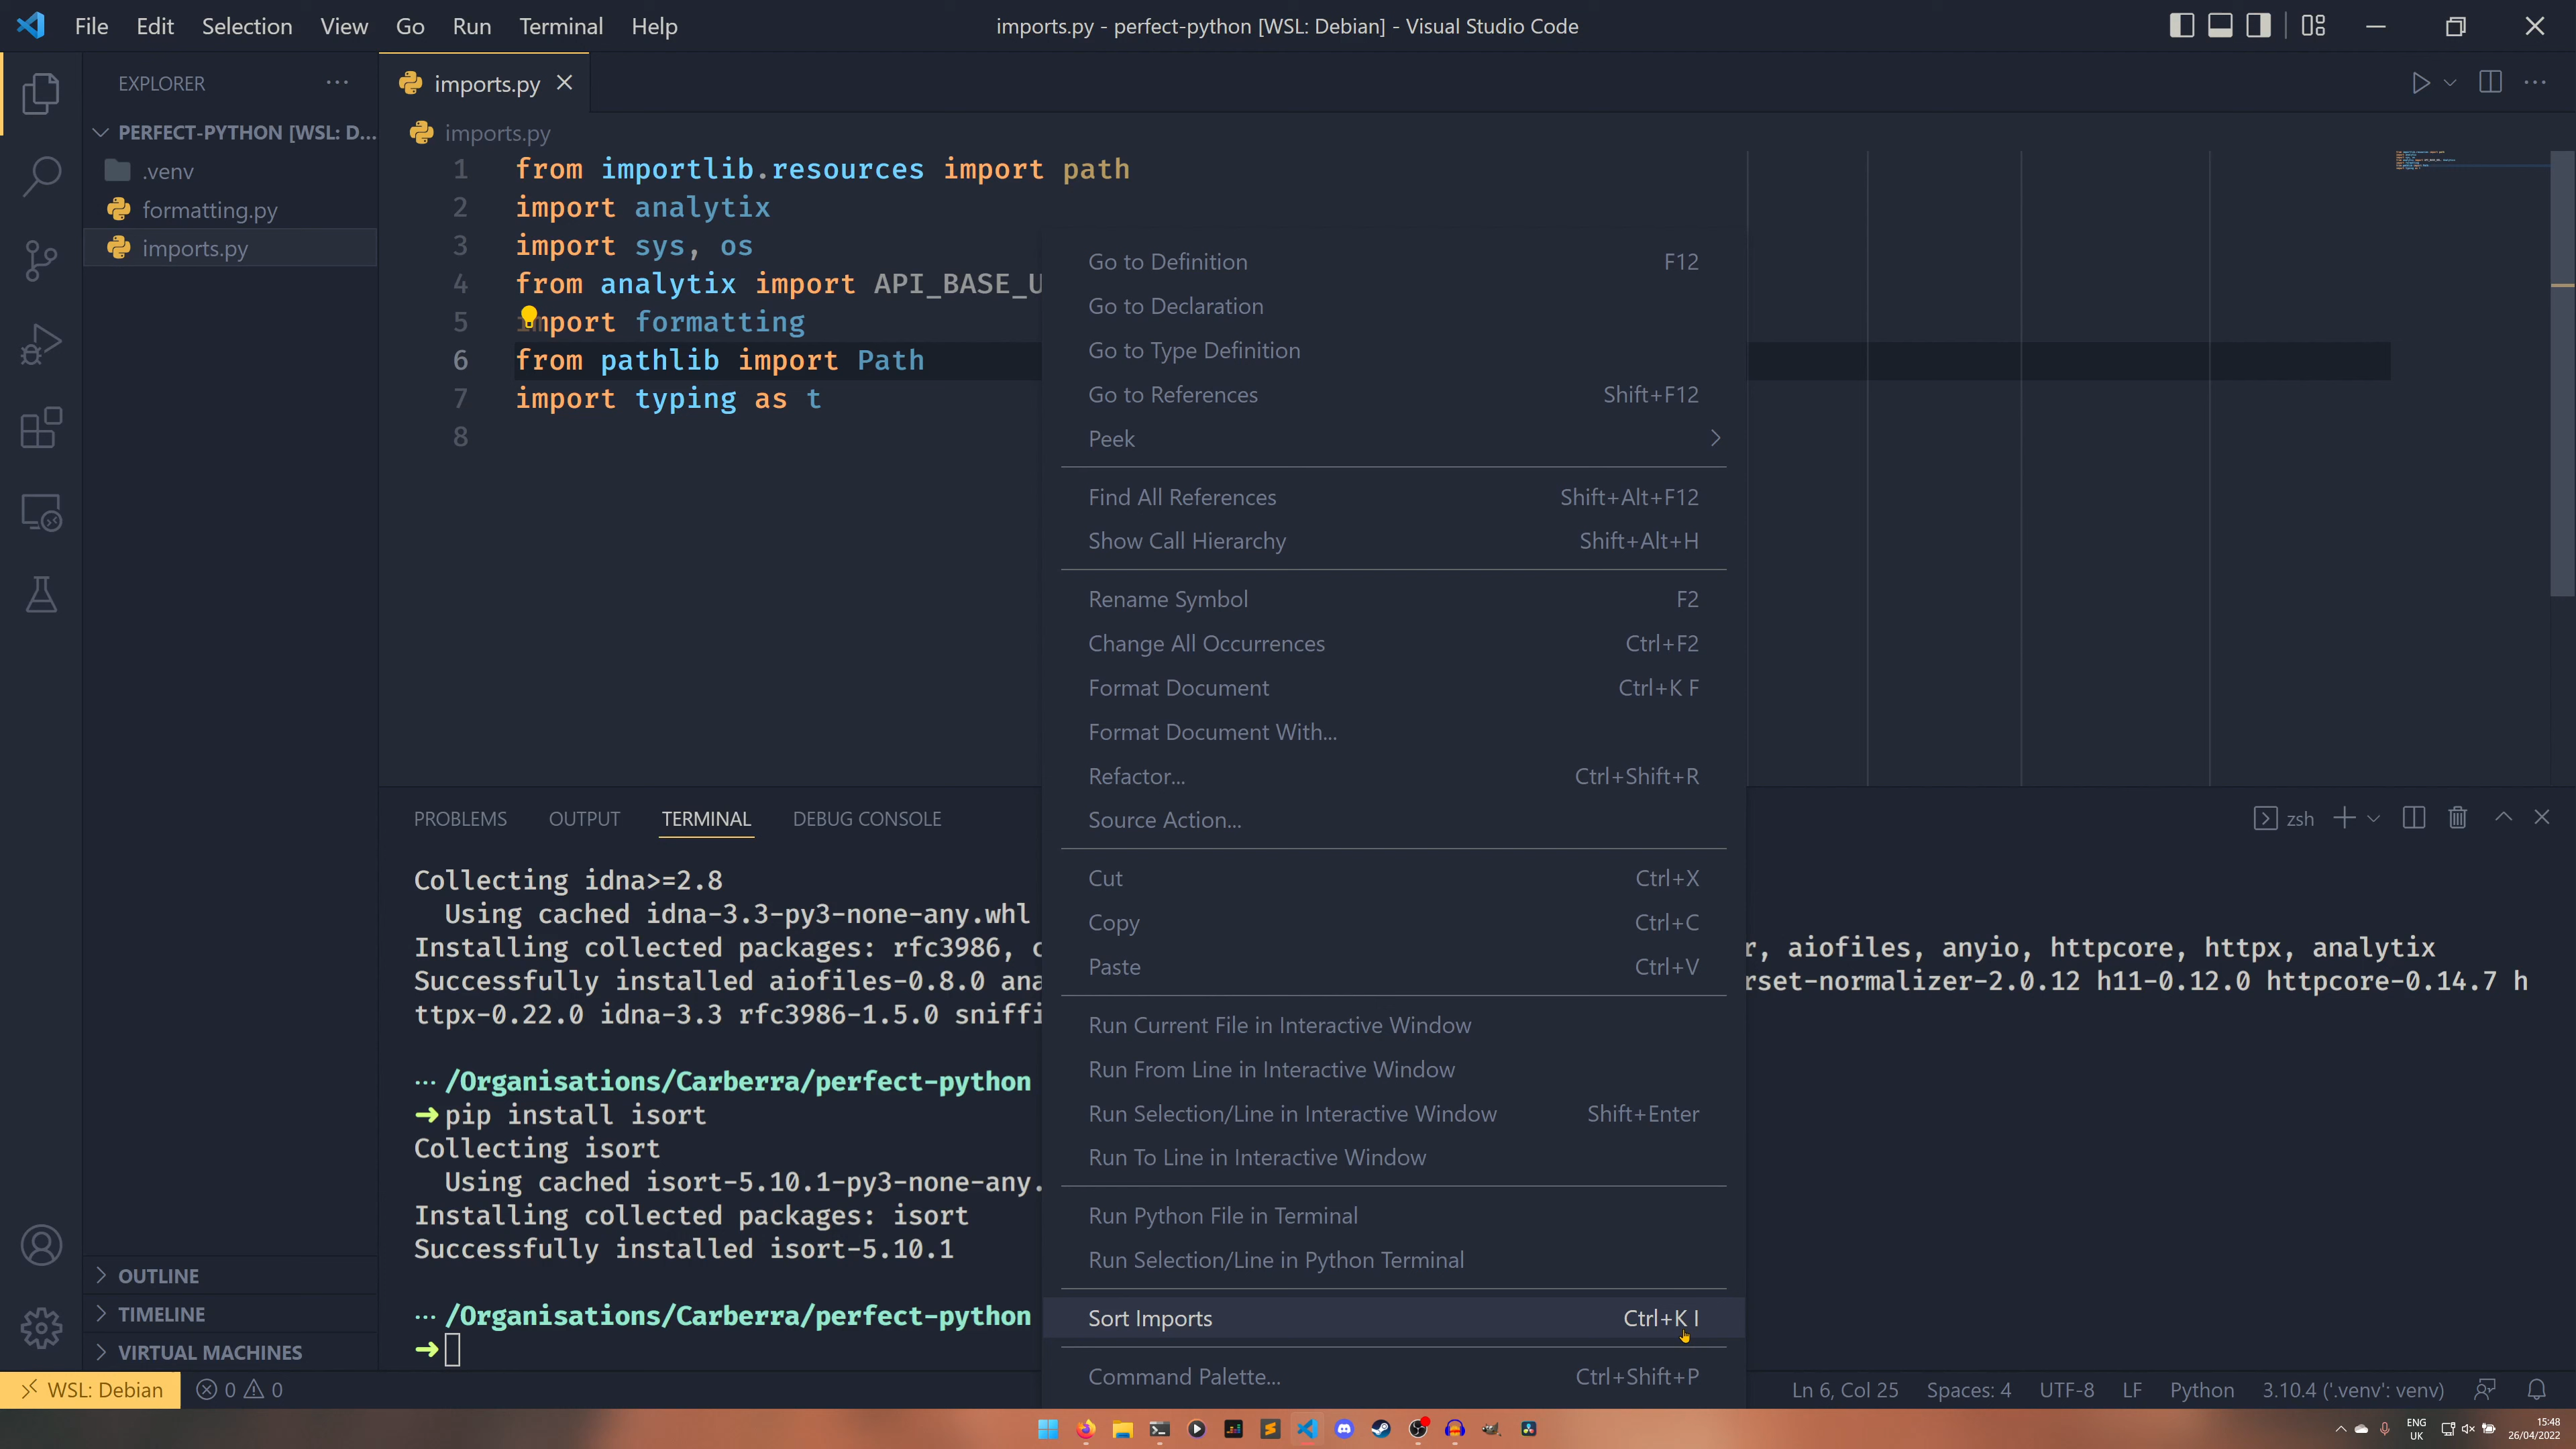 File Edit Selection View Go Run Terminal Help
imports.py - perfect-python [WSL: Debian] - Visual Studio Code
EXPLORER
PERFECT-PYTHON [WSL: D...
.venv
formatting.py
imports.py
OUTLINE
TIMELINE
VIRTUAL MACHINES
imports.py
imports.py
1 from importlib.resources import path
2 import analytix
3 import sys, os
4 from analytix import API_BASE_U
5 import formatting
6 from pathlib import Path
7 import typing as t
8
Go to Definition F12
Go to Declaration
Go to Type Definition
Go to References Shift+F12
Peek
Find All References Shift+Alt+F12
Show Call Hierarchy Shift+Alt+H
Rename Symbol F2
Change All Occurrences Ctrl+F2
Format Document Ctrl+K F
Format Document With...
Refactor... Ctrl+Shift+R
Source Action...
Cut Ctrl+X
Copy Ctrl+C
Paste Ctrl+V
Run Current File in Interactive Window
Run From Line in Interactive Window
Run Selection/Line in Interactive Window Shift+Enter
Run To Line in Interactive Window
Run Python File in Terminal
Run Selection/Line in Python Terminal
Sort Imports Ctrl+K I
Command Palette... Ctrl+Shift+P
PROBLEMS OUTPUT TERMINAL DEBUG CONSOLE
zsh
Collecting idna>=2.8
Using cached idna-3.3-py3-none-any.whl
Installing collected packages: rfc3986, c r, aiofiles, anyio, httpcore, httpx, analytix
Successfully installed aiofiles-0.8.0 ana rset-normalizer-2.0.12 h11-0.12.0 httpcore-0.14.7 h
ttpx-0.22.0 idna-3.3 rfc3986-1.5.0 sniffi
··· /Organisations/Carberra/perfect-python
➜ pip install isort
Collecting isort
Using cached isort-5.10.1-py3-none-any.
Installing collected packages: isort
Successfully installed isort-5.10.1
··· /Organisations/Carberra/perfect-python
➜
WSL: Debian 0 0
Ln 6, Col 25 Spaces: 4 UTF-8 LF Python 3.10.4 ('.venv': venv)
ENG
UK
15:48
26/04/2022